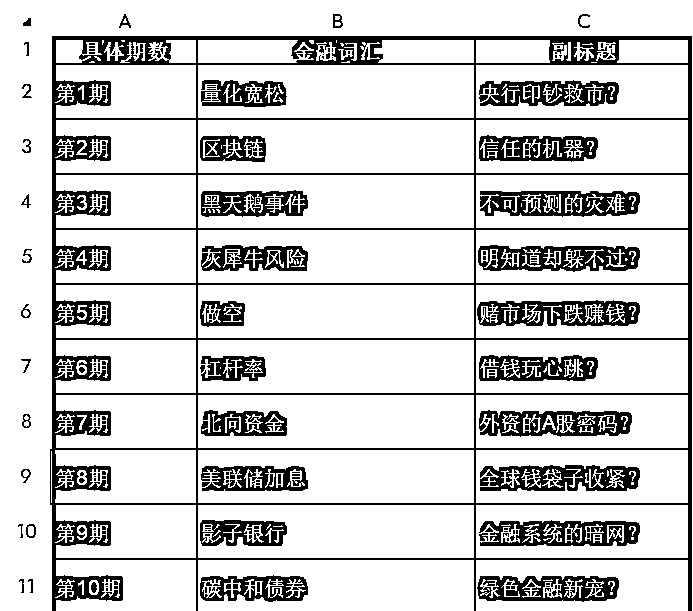 A B C
1 具体期数 金融词汇 副标题
2 第1期 量化宽松 央行印钞救市？
3 第2期 区块链 信任的机器？
4 第3期 黑天鹅事件 不可预测的灾难？
5 第4期 灰犀牛风险 明知道却躲不过？
6 第5期 做空 赌市场下跌赚钱？
7 第6期 杠杆率 借钱玩心跳？
8 第7期 北向资金 外资的A股密码？
9 第8期 美联储加息 全球钱袋子收紧？
10 第9期 影子银行 金融系统的暗网？
11 第10期 碳中和债券 绿色金融新宠？